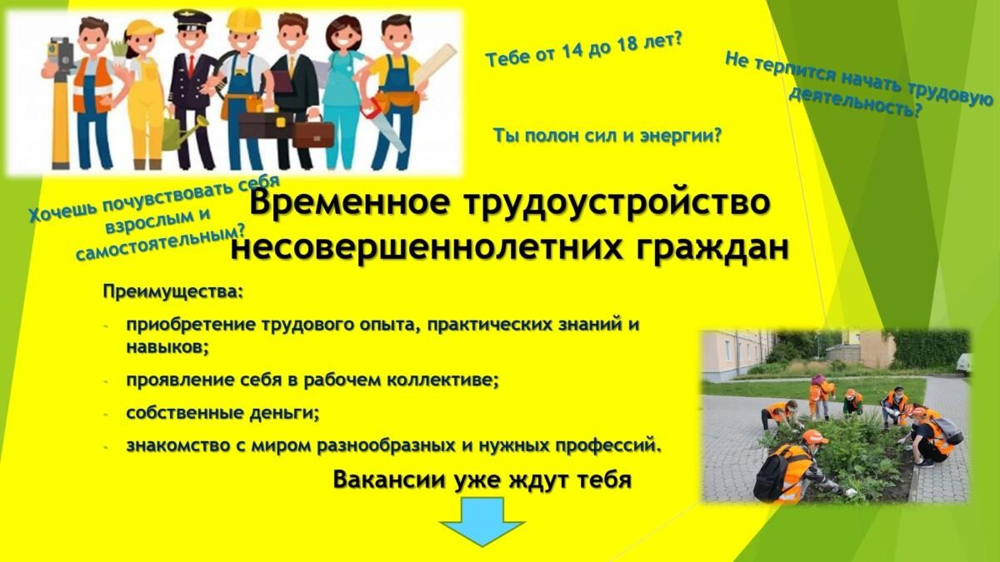 Тебе от 14 до 18 лет?
Не терпится начать трудовую
деятельность?
Ты полон сил и энергии?
Хочешь почувствовать себя
взрослым и
самостоятельным?
Временное трудоустройство
несовершеннолетних граждан
Преимущества:
- приобретение трудового опыта, практических знаний и
навыков;
- проявление себя в рабочем коллективе;
- собственные деньги;
- знакомство с миром разнообразных и нужных профессий.
Вакансии уже ждут тебя